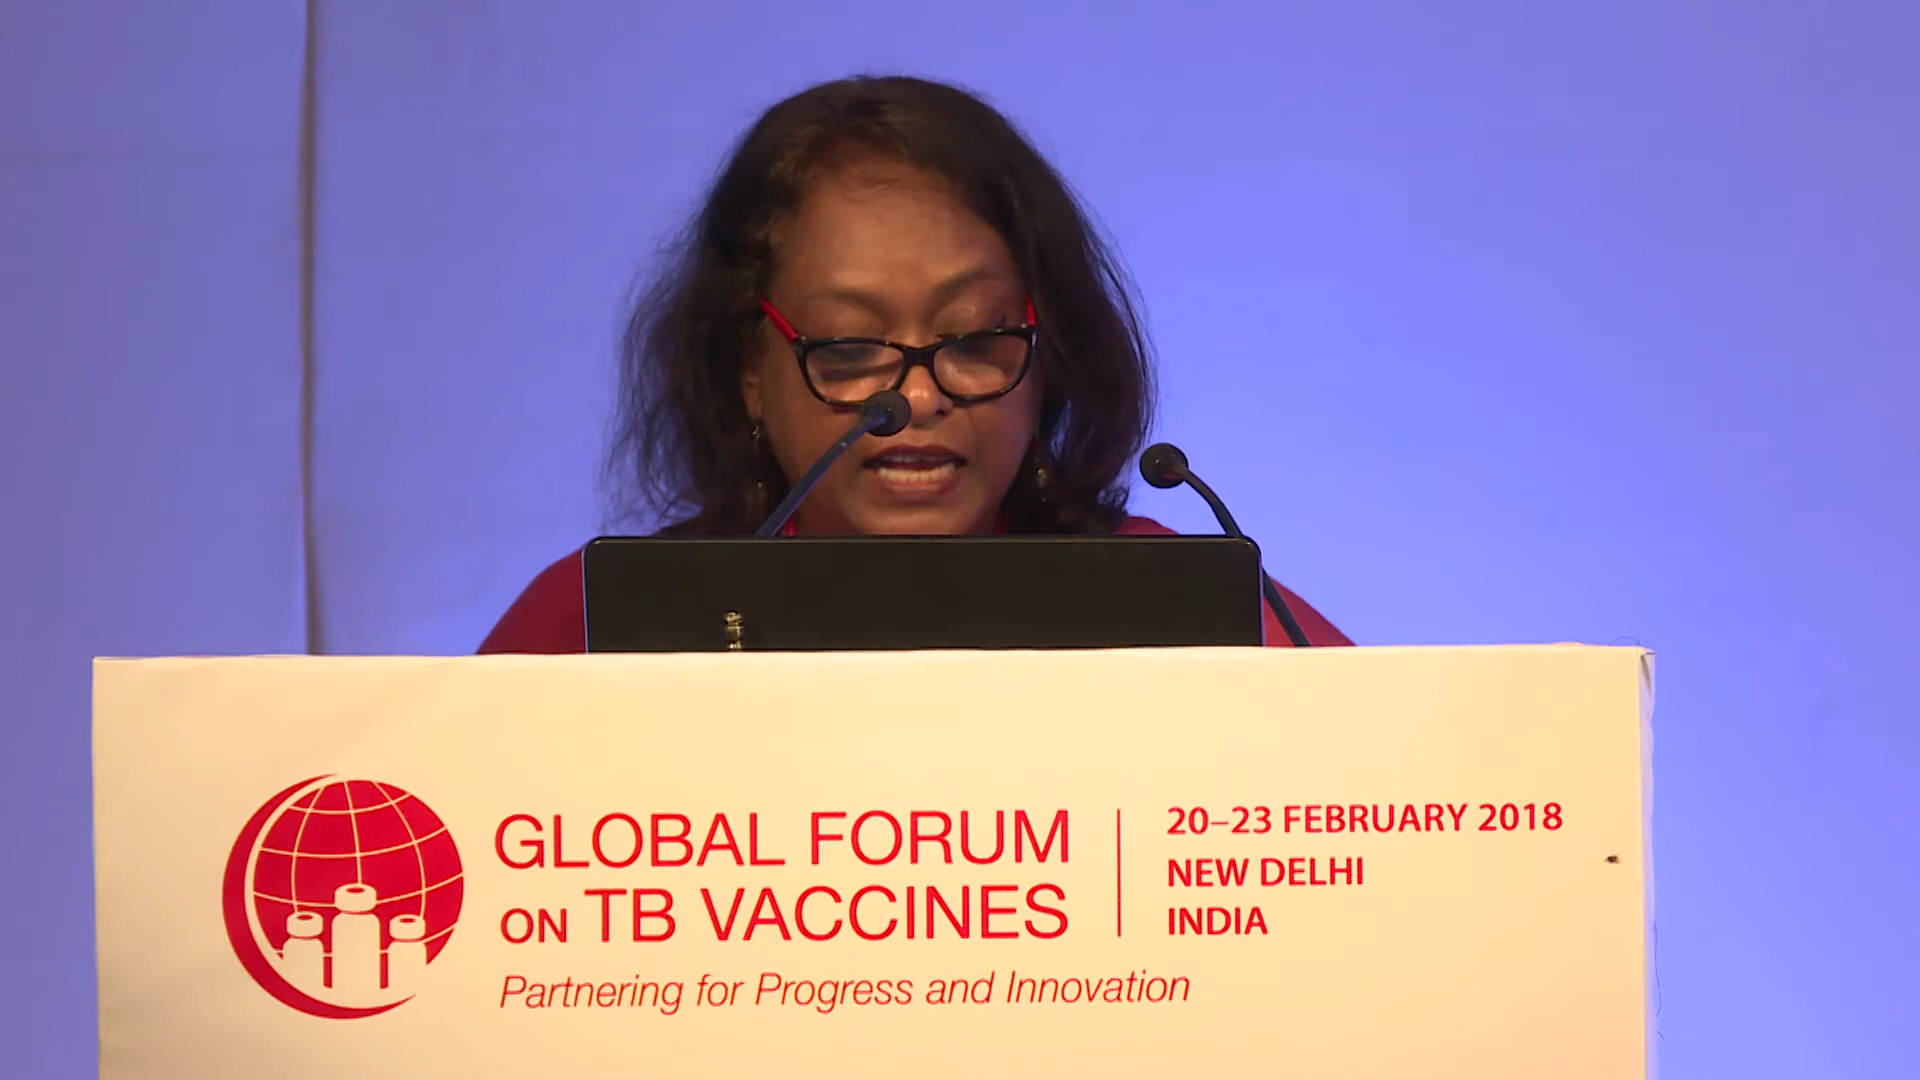 GLOBAL FORUM
ON TB VACCINES
Partnering for Progress and Innovation
20–23 FEBRUARY 2018
NEW DELHI
INDIA